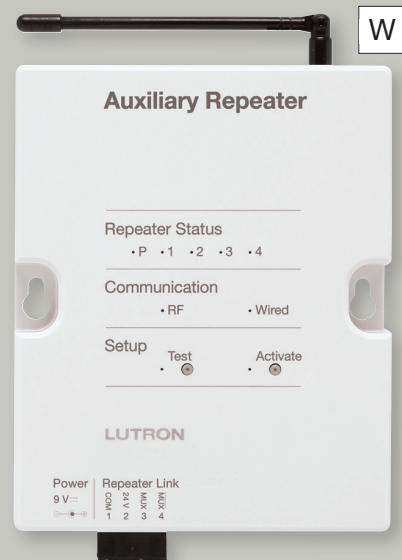 W
Auxiliary Repeater
Repeater Status
• P • 1 • 2 • 3 • 4
Communication
• RF • Wired
Setup
Test Activate
LUTRON
Power Repeater Link
9 V⎓
COM 1
24 V 2
MUX 3
MUX 4